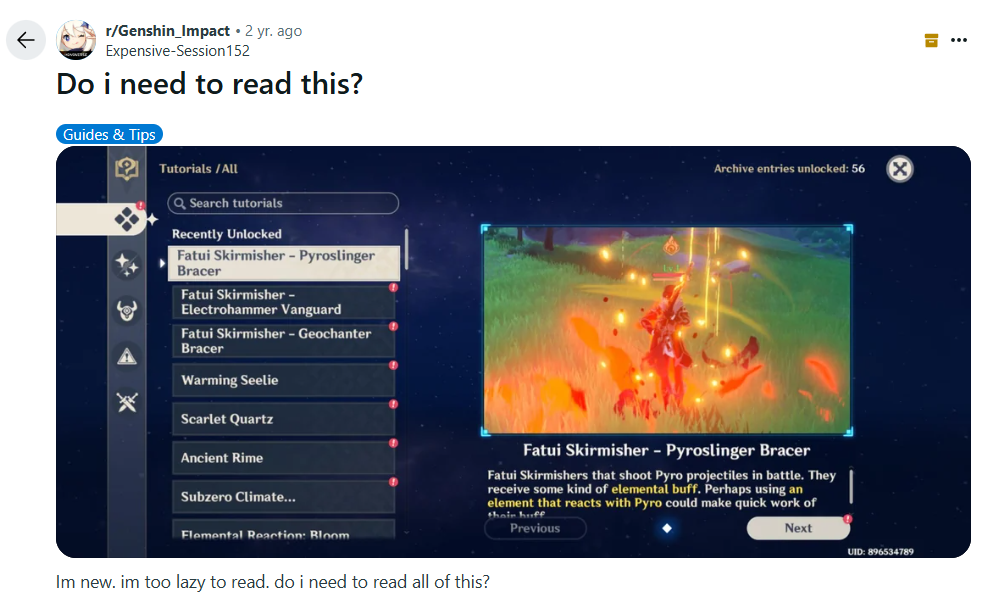 r/Genshin_Impact • 2 yr. ago
Expensive-Session152
Do i need to read this?
Guides & Tips
Tutorials /All
Archive entries unlocked: 56
Search tutorials
Recently Unlocked
Fatui Skirmisher - Pyroslinger
Bracer
Fatui Skirmisher -
Electrohammer Vanguard
Fatui Skirmisher - Geochanter
Bracer
Warming Seelie
Scarlet Quartz
Ancient Rime
Subzero Climate...
Elemental Reaction: Bloom
Fatui Skirmisher - Pyroslinger Bracer
Fatui Skirmishers that shoot Pyro projectiles in battle. They
receive some kind of elemental buff. Perhaps using an
element that reacts with Pyro could make quick work of
their buff
Previous
Next
UID: 896534789
Im new. im too lazy to read. do i need to read all of this?